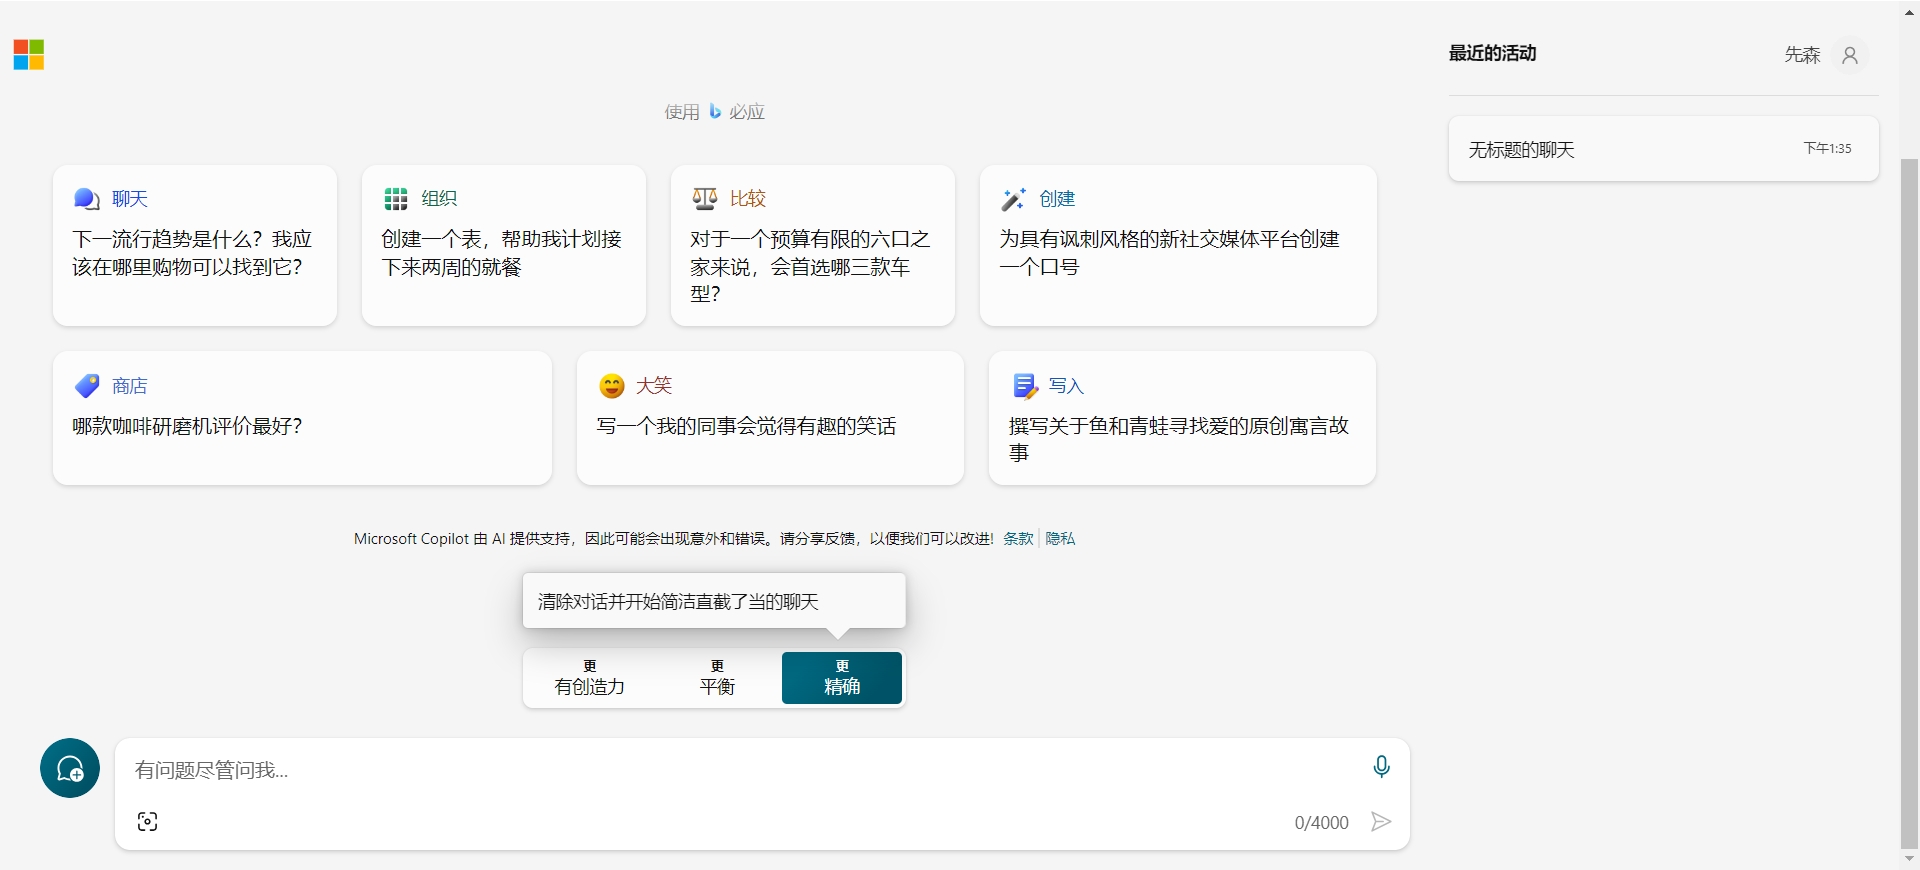 最近的活动
先森
使用 必应
无标题的聊天
下午1:35
聊天
下一流行趋势是什么？我应
该在哪里购物可以找到它？
组织
创建一个表，帮助我计划接
下来两周的就餐
比较
对于一个预算有限的六口之
家来说，会首选哪三款车
型？
创建
为具有讽刺风格的新社交媒体平台创建
一个口号
商店
哪款咖啡研磨机评价最好？
大笑
写一个我的同事会觉得有趣的笑话
写入
撰写关于鱼和青蛙寻找爱的原创寓言故
事
Microsoft Copilot 由 AI 提供支持，因此可能会出现意外和错误。请分享反馈，以便我们可以改进! 条款 隐私
清除对话并开始简洁直截了当的聊天
更
有创造力
更
平衡
更
精确
有问题尽管问我...
0/4000